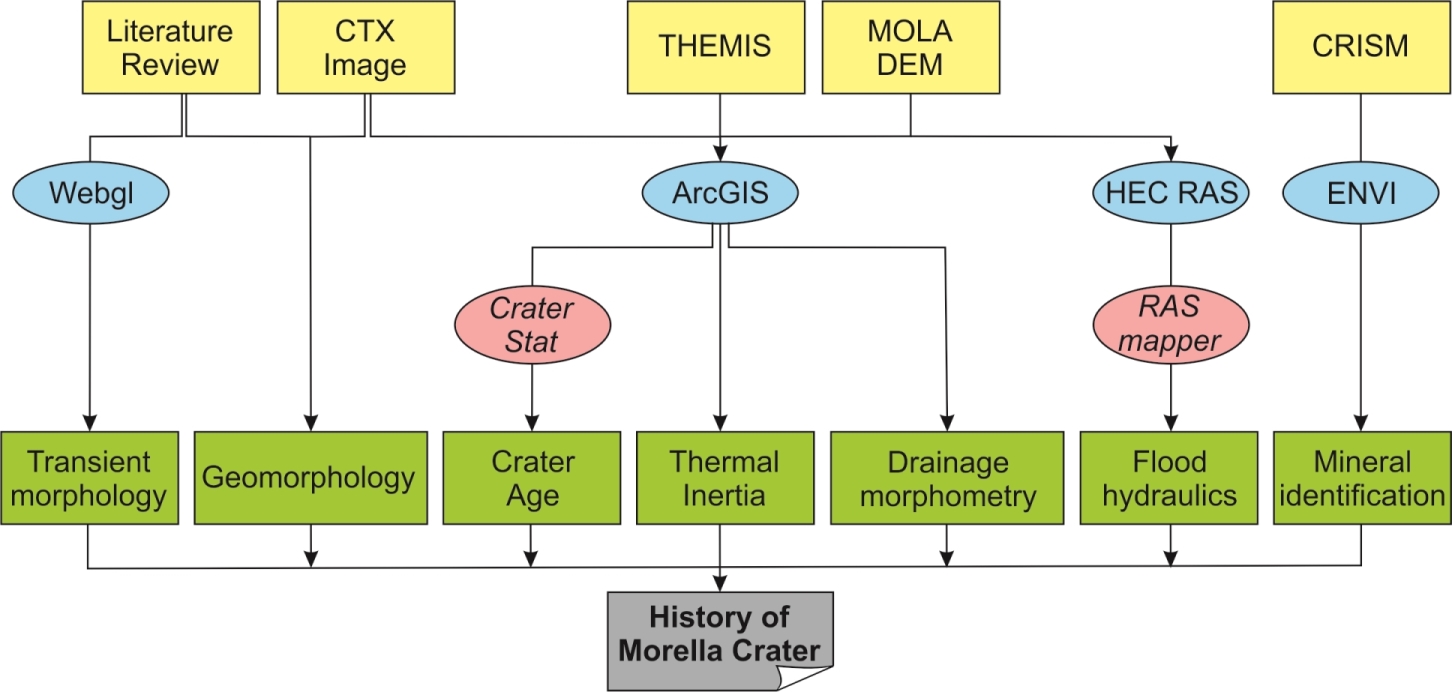 Literature
Review
CTX
Image
THEMIS
MOLA
DEM
CRISM
Webgl
ArcGIS
HEC RAS
ENVI
Crater
Stat
RAS
mapper
Transient
morphology
Geomorphology
Crater
Age
Thermal
Inertia
Drainage
morphometry
Flood
hydraulics
Mineral
identification
History of
Morella Crater